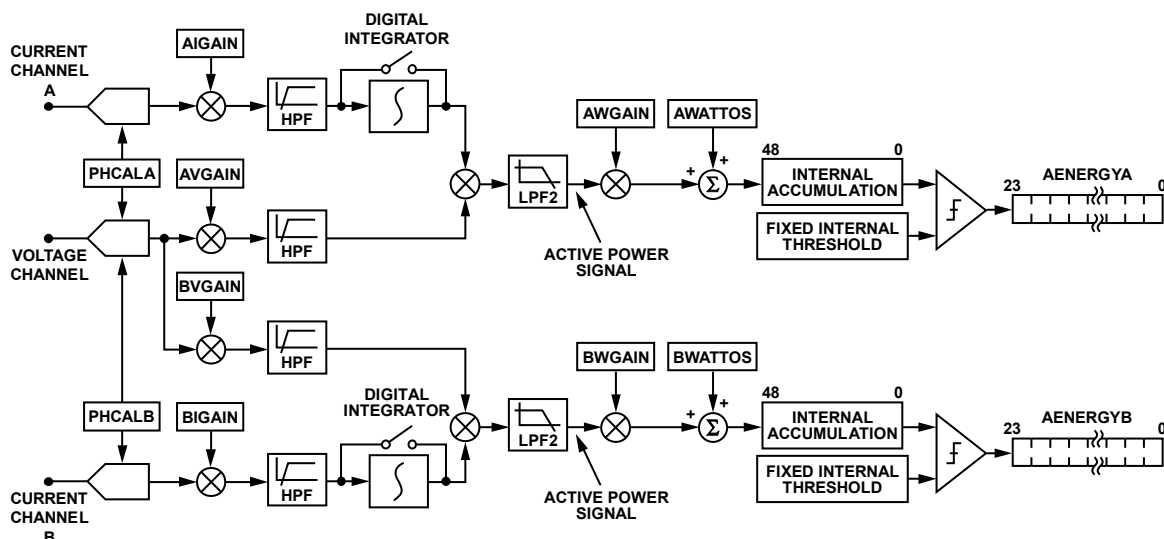 CURRENT
CHANNEL
A
AIGAIN
HPF
DIGITAL
INTEGRATOR
PHCALA
AVGAIN
HPF
VOLTAGE
CHANNEL
BVGAIN
HPF
PHCALB
BIGAIN
HPF
DIGITAL
INTEGRATOR
CURRENT
CHANNEL
B
LPF2
ACTIVE POWER
SIGNAL
AWGAIN
AWATTOS
+
+
Σ
48
0
INTERNAL
ACCUMULATION
FIXED INTERNAL
THRESHOLD
23
AENERGYA
0
LPF2
ACTIVE POWER
SIGNAL
BWGAIN
BWATTOS
+
+
Σ
48
0
INTERNAL
ACCUMULATION
FIXED INTERNAL
THRESHOLD
23
AENERGYB
0